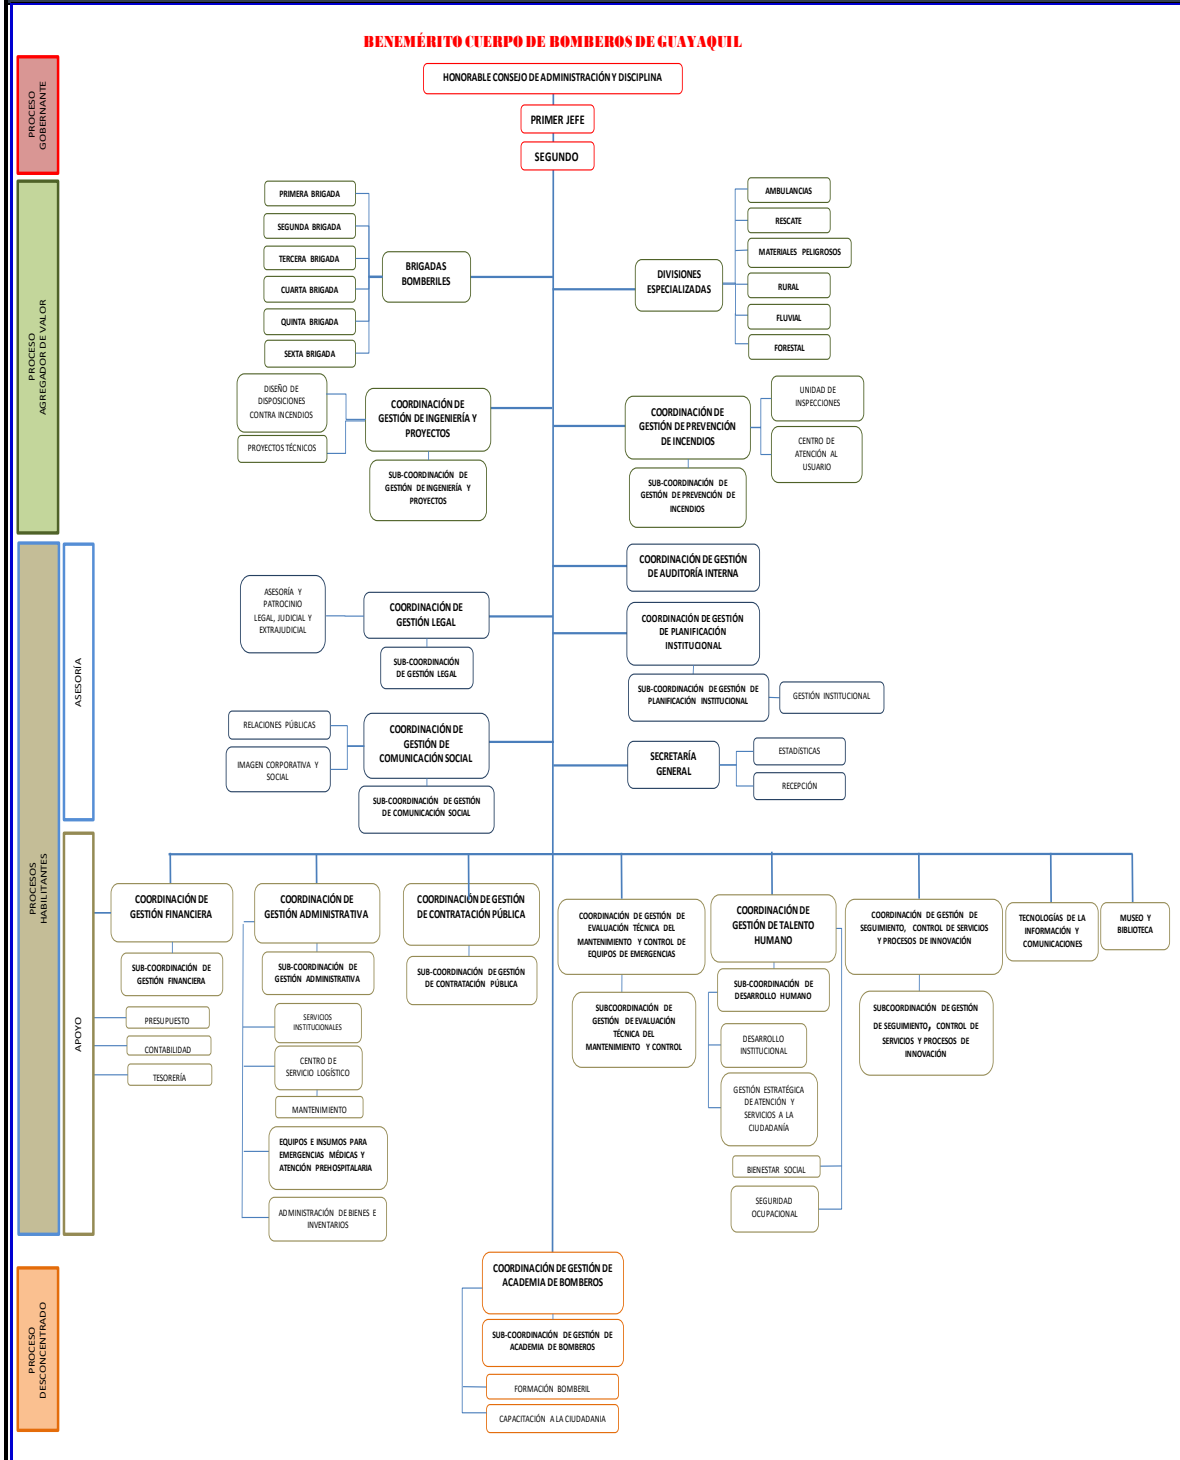 BENEMÉRITO CUERPO DE BOMBEROS DE GUAYAQUIL
PROCESO
GOBERNANTE
HONORABLE CONSEJO DE ADMINISTRACIÓN Y DISCIPLINA
PRIMER JEFE
SEGUNDO
PROCESO
AGREGADOR DE VALOR
PRIMERA BRIGADA
SEGUNDA BRIGADA
TERCERA BRIGADA
CUARTA BRIGADA
QUINTA BRIGADA
SEXTA BRIGADA
BRIGADAS
BOMBERILES
DIVISIONES
ESPECIALIZADAS
AMBULANCIAS
RESCATE
MATERIALES PELIGROSOS
RURAL
FLUVIAL
FORESTAL
DISEÑO DE
DISPOSICIONES
CONTRA INCENDIOS
PROYECTOS TÉCNICOS
COORDINACIÓN DE
GESTIÓN DE INGENIERÍA Y
PROYECTOS
SUB-COORDINACIÓN DE
GESTIÓN DE INGENIERÍA Y
PROYECTOS
COORDINACIÓN DE
GESTIÓN DE PREVENCIÓN
DE INCENDIOS
SUB-COORDINACIÓN DE
GESTIÓN DE PREVENCIÓN DE
INCENDIOS
UNIDAD DE
INSPECCIONES
CENTRO DE
ATENCIÓN AL
USUARIO
PROCESOS
HABILITANTES
ASESORÍA
COORDINACIÓN DE GESTIÓN
DE AUDITORÍA INTERNA
ASESORÍA Y
PATROCINIO
LEGAL, JUDICIAL Y
EXTRAJUDICIAL
COORDINACIÓN DE
GESTIÓN LEGAL
SUB-COORDINACIÓN
DE GESTIÓN LEGAL
COORDINACIÓN DE GESTIÓN
DE PLANIFICACIÓN
INSTITUCIONAL
SUB-COORDINACIÓN DE GESTIÓN DE
PLANIFICACIÓN INSTITUCIONAL
GESTIÓN INSTITUCIONAL
RELACIONES PÚBLICAS
IMAGEN CORPORATIVA Y
SOCIAL
COORDINACIÓN DE
GESTIÓN DE
COMUNICACIÓN SOCIAL
SUB-COORDINACIÓN DE GESTIÓN
DE COMUNICACIÓN SOCIAL
SECRETARÍA
GENERAL
ESTADÍSTICAS
RECEPCIÓN
APOYO
COORDINACIÓN DE
GESTIÓN FINANCIERA
SUB-COORDINACIÓN DE
GESTIÓN FINANCIERA
PRESUPUESTO
CONTABILIDAD
TESORERÍA
COORDINACIÓN DE
GESTIÓN ADMINISTRATIVA
SUB-COORDINACIÓN DE
GESTIÓN ADMINISTRATIVA
SERVICIOS
INSTITUCIONALES
CENTRO DE
SERVICIO LOGÍSTICO
MANTENIMIENTO
EQUIPOS E INSUMOS PARA
EMERGENCIAS MÉDICAS Y
ATENCIÓN PREHOSPITALARIA
ADMINISTRACIÓN DE BIENES E
INVENTARIOS
COORDINACIÓN DE GESTIÓN
DE CONTRATACIÓN PÚBLICA
SUB-COORDINACIÓN DE GESTIÓN
DE CONTRATACIÓN PÚBLICA
COORDINACIÓN DE GESTIÓN DE
EVALUACIÓN TÉCNICA DEL
MANTENIMIENTO Y CONTROL DE
EQUIPOS DE EMERGENCIAS
SUBCOORDINACIÓN DE
GESTIÓN DE EVALUACIÓN
TÉCNICA DEL
MANTENIMIENTO Y CONTROL
COORDINACIÓN DE
GESTIÓN DE TALENTO
HUMANO
SUB-COORDINACIÓN DE
DESARROLLO HUMANO
DESARROLLO
INSTITUCIONAL
GESTIÓN ESTRATÉGICA
DE ATENCIÓN Y
SERVICIOS A LA
CIUDADANÍA
BIENESTAR SOCIAL
SEGURIDAD
OCUPACIONAL
COORDINACIÓN DE GESTIÓN DE
SEGUIMIENTO, CONTROL DE SERVICIOS
Y PROCESOS DE INNOVACIÓN
SUBCOORDINACIÓN DE GESTIÓN
DE SEGUIMIENTO, CONTROL DE
SERVICIOS Y PROCESOS DE
INNOVACIÓN
TECNOLOGÍAS DE LA
INFORMACIÓN Y
COMUNICACIONES
MUSEO Y
BIBLIOTECA
PROCESO
DESCONCENTRADO
COORDINACIÓN DE GESTIÓN DE
ACADEMIA DE BOMBEROS
SUB-COORDINACIÓN DE GESTIÓN DE
ACADEMIA DE BOMBEROS
FORMACIÓN BOMBERIL
CAPACITACIÓN A LA CIUDADANIA